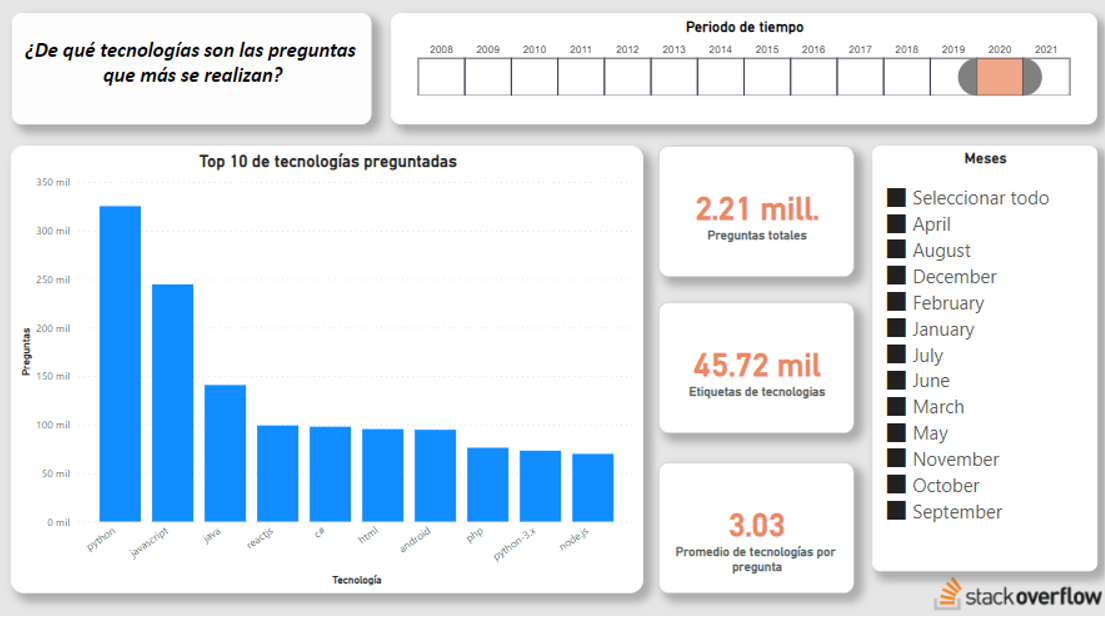 ¿De qué tecnologías son las preguntas
que más se realizan?
Periodo de tiempo
2008 2009 2010 2011 2012 2013 2014 2015 2016 2017 2018 2019 2020 2021
Top 10 de tecnologías preguntadas
350 mil
300 mil
250 mil
200 mil
150 mil
100 mil
50 mil
0 mil
Preguntas
python
javascript
java
reactjs
c#
html
android
php
python-3.x
node.js
Tecnología
2.21 mill.
Preguntas totales
45.72 mil
Etiquetas de tecnologías
3.03
Promedio de tecnologías por
pregunta
Meses
Seleccionar todo
April
August
December
February
January
July
June
March
May
November
October
September
stackoverflow